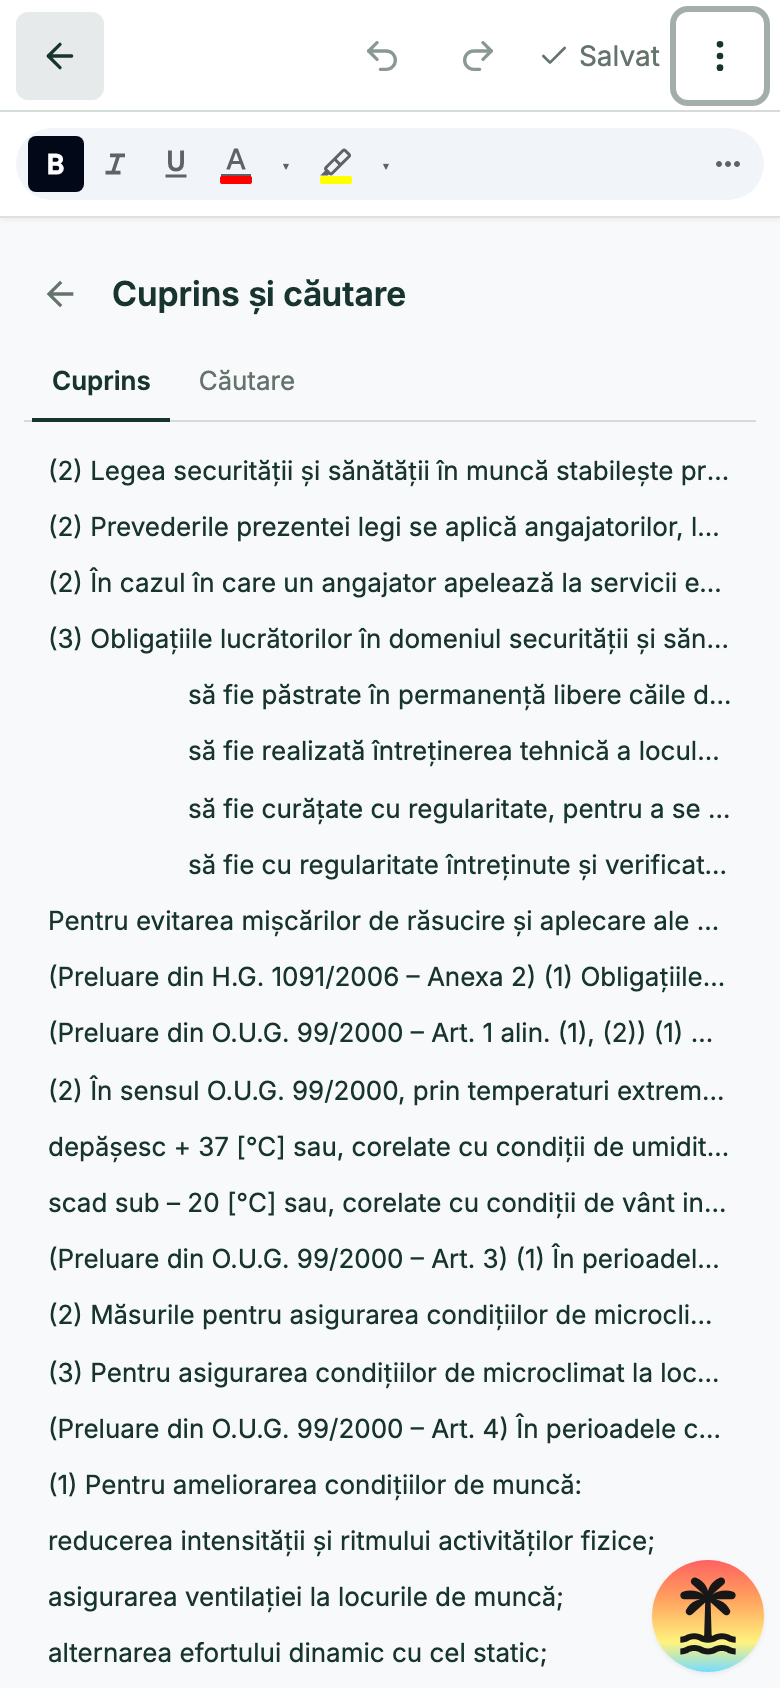 Salvat
B I U A
Cuprins și căutare
Cuprins Căutare
(2) Legea securității și sănătății în muncă stabilește pr...
(2) Prevederile prezentei legi se aplică angajatorilor, l...
(2) În cazul în care un angajator apelează la servicii e...
(3) Obligațiile lucrătorilor în domeniul securității și săn...
să fie păstrate în permanență libere căile d...
să fie realizată întreținerea tehnică a locul...
să fie curățate cu regularitate, pentru a se ...
să fie cu regularitate întreținute și verificat...
Pentru evitarea mișcărilor de răsucire și aplecare ale ...
(Preluare din H.G. 1091/2006 – Anexa 2) (1) Obligațiile...
(Preluare din O.U.G. 99/2000 – Art. 1 alin. (1), (2)) (1) ...
(2) În sensul O.U.G. 99/2000, prin temperaturi extrem...
depășesc + 37 [°C] sau, corelate cu condiții de umidit...
scad sub – 20 [°C] sau, corelate cu condiții de vânt in...
(Preluare din O.U.G. 99/2000 – Art. 3) (1) În perioadel...
(2) Măsurile pentru asigurarea condițiilor de microcli...
(3) Pentru asigurarea condițiilor de microclimat la loc...
(Preluare din O.U.G. 99/2000 – Art. 4) În perioadele c...
(1) Pentru ameliorarea condițiilor de muncă:
reducerea intensității și ritmului activităților fizice;
asigurarea ventilației la locurile de muncă;
alternarea efortului dinamic cu cel static;